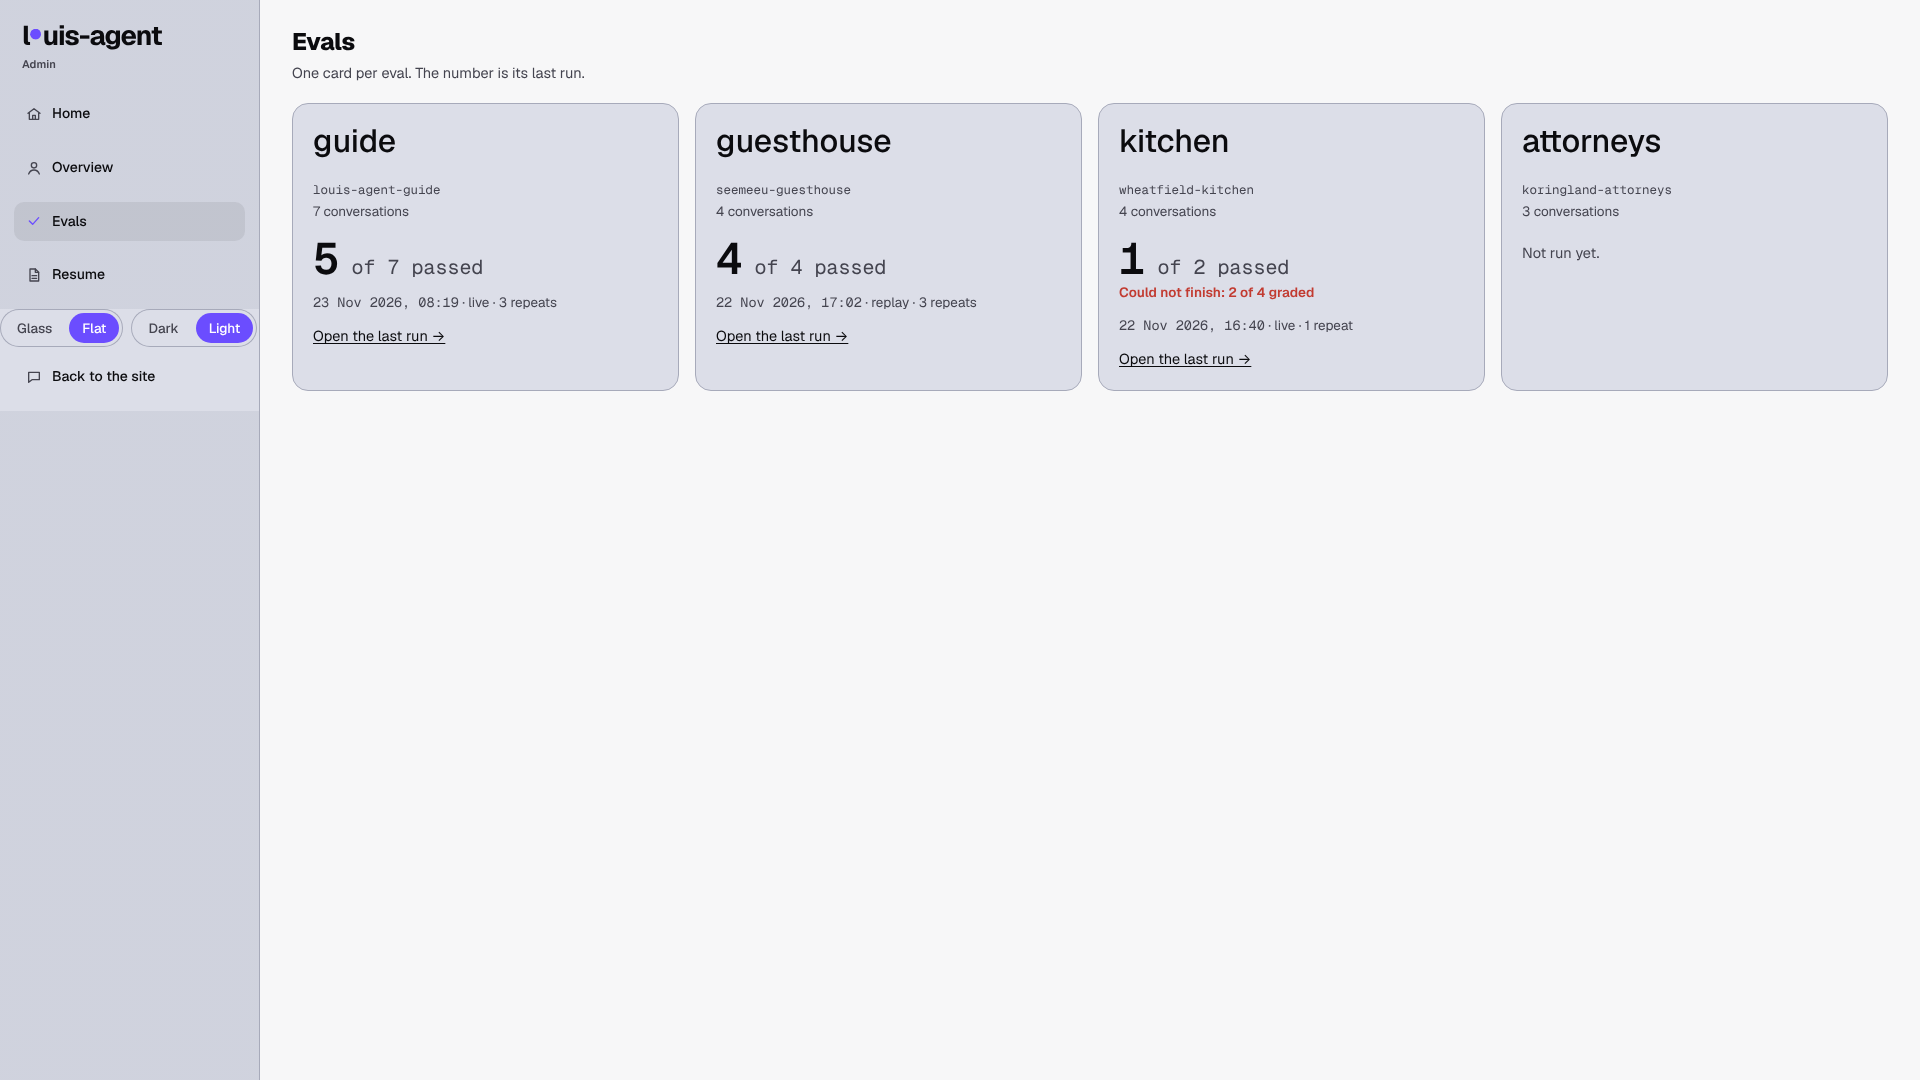 louis-agent
Admin
Home
Overview
Evals
Resume
Glass Flat Dark Light
Back to the site
Evals
One card per eval. The number is its last run.
guide
louis-agent-guide
7 conversations
5 of 7 passed
23 Nov 2026, 08:19 · live · 3 repeats
Open the last run →
guesthouse
seemeeu-guesthouse
4 conversations
4 of 4 passed
22 Nov 2026, 17:02 · replay · 3 repeats
Open the last run →
kitchen
wheatfield-kitchen
4 conversations
1 of 2 passed
Could not finish: 2 of 4 graded
22 Nov 2026, 16:40 · live · 1 repeat
Open the last run →
attorneys
koringland-attorneys
3 conversations
Not run yet.